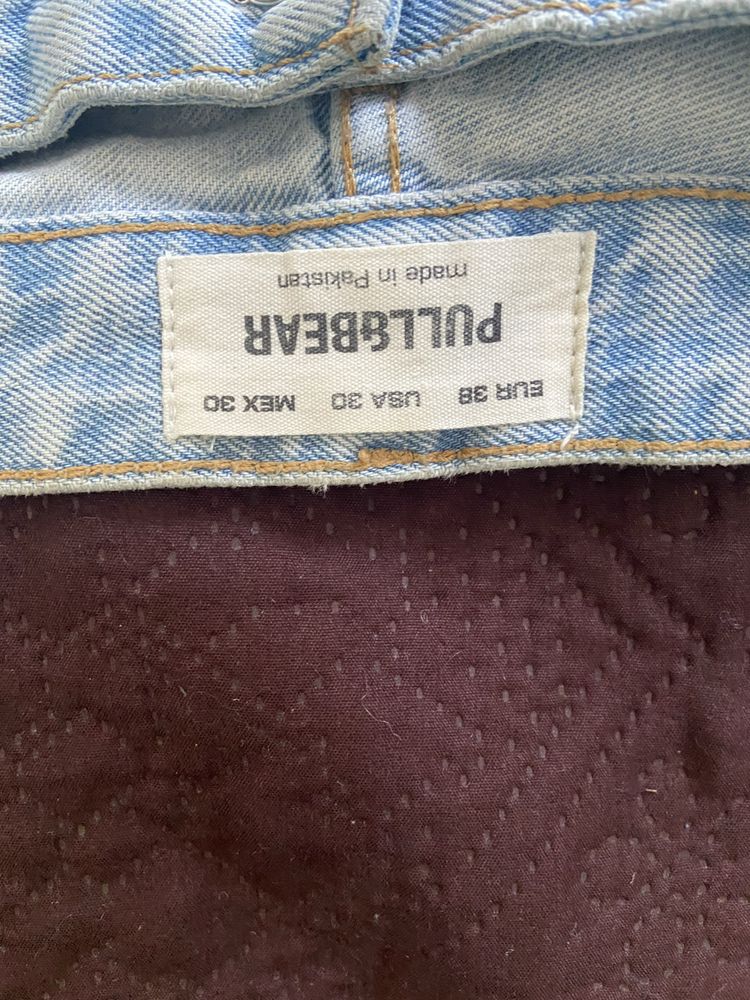 EUR 38 USA 30 MEX 30
PULL&BEAR
made in Pakistan